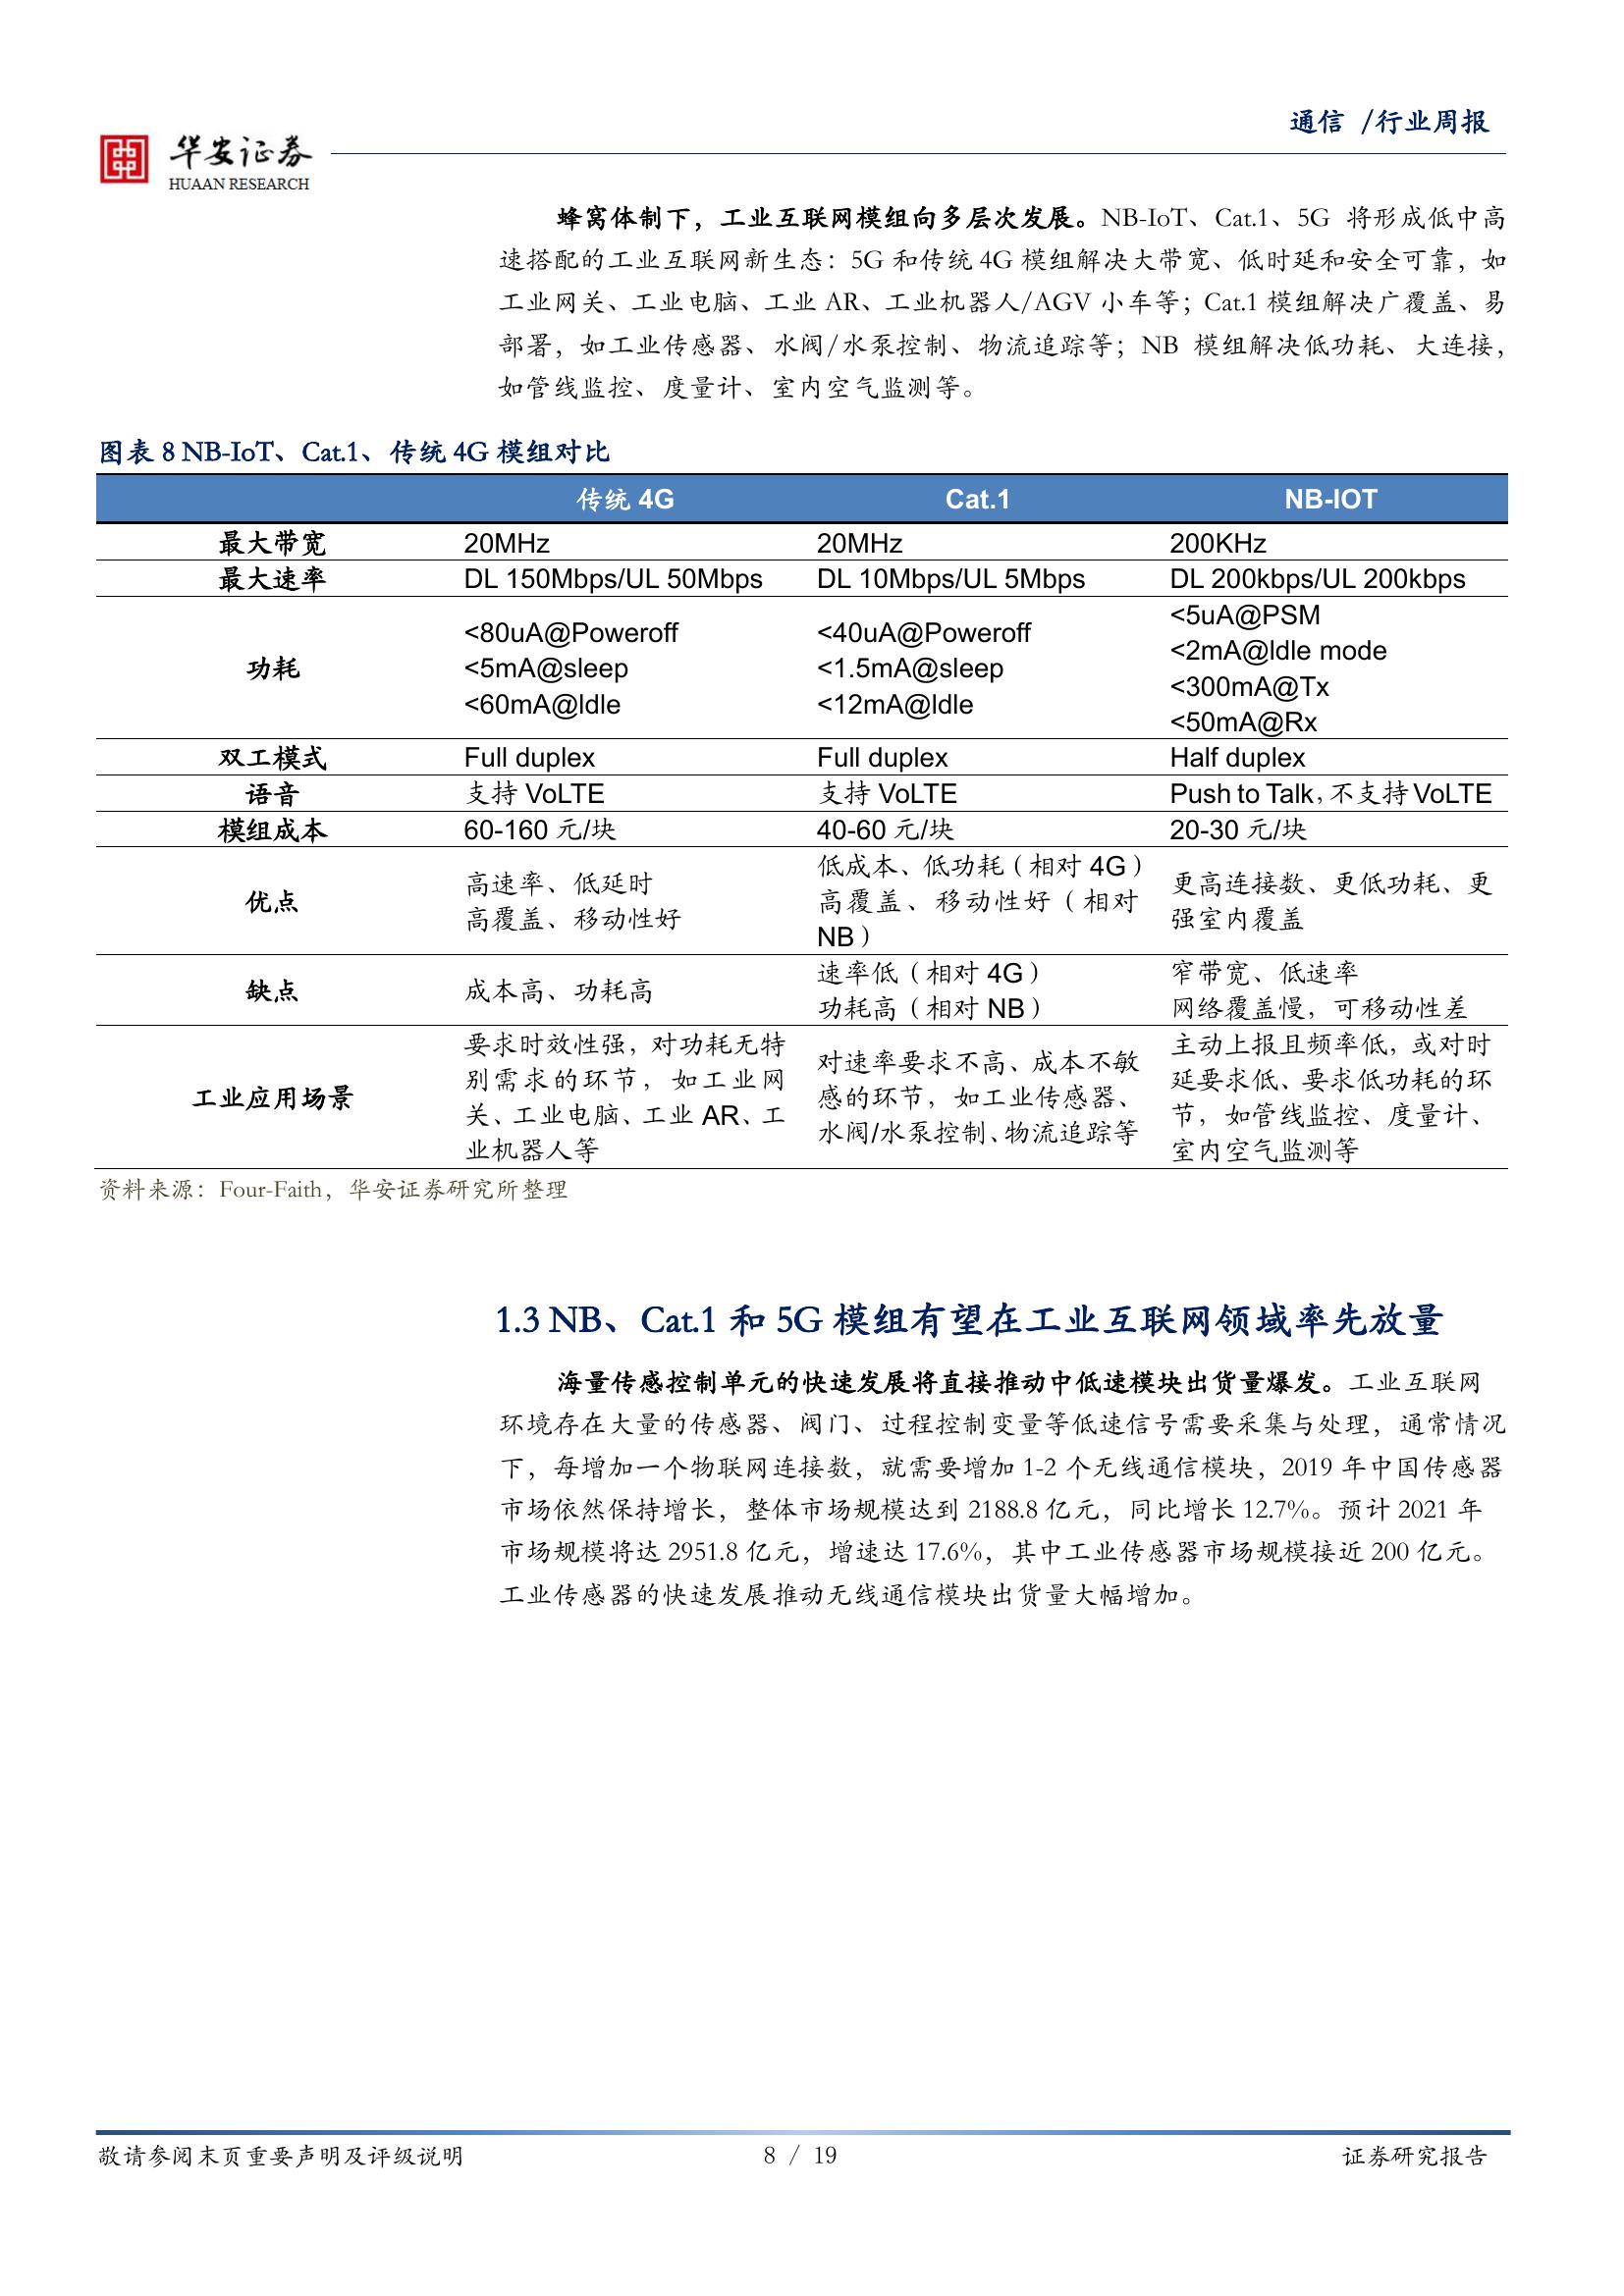 通信 /行业周报
华安证券
HUAAN RESEARCH
蜂窝体制下，工业互联网模组向多层次发展。NB-IoT、Cat.1、5G 将形成低中高
速搭配的工业互联网新生态：5G 和传统 4G 模组解决大带宽、低时延和安全可靠，如
工业网关、工业电脑、工业 AR、工业机器人/AGV 小车等；Cat.1 模组解决广覆盖、易
部署，如工业传感器、水阀/水泵控制、物流追踪等；NB 模组解决低功耗、大连接，
如管线监控、度量计、室内空气监测等。
图表 8 NB-IoT、Cat.1、传统 4G 模组对比
传统 4G Cat.1 NB-IOT
最大带宽 20MHz 20MHz 200KHz
最大速率 DL 150Mbps/UL 50Mbps DL 10Mbps/UL 5Mbps DL 200kbps/UL 200kbps
功耗
<80uA@Poweroff
<5mA@sleep
<60mA@Idle
<40uA@Poweroff
<1.5mA@sleep
<12mA@Idle
<5uA@PSM
<2mA@Idle mode
<300mA@Tx
<50mA@Rx
双工模式 Full duplex Full duplex Half duplex
语音 支持 VoLTE 支持 VoLTE Push to Talk，不支持 VoLTE
模组成本 60-160 元/块 40-60 元/块 20-30 元/块
优点
高速率、低延时
高覆盖、移动性好
低成本、低功耗（相对 4G）
高覆盖、移动性好（相对
NB）
更高连接数、更低功耗、更
强室内覆盖
缺点
成本高、功耗高
速率低（相对 4G）
功耗高（相对 NB）
窄带宽、低速率
网络覆盖慢，可移动性差
工业应用场景
要求时效性强，对功耗无特
别需求的环节，如工业网
关、工业电脑、工业 AR、工
业机器人等
对速率要求不高、成本不敏
感的环节，如工业传感器、
水阀/水泵控制、物流追踪等
主动上报且频率低，或对时
延要求低、要求低功耗的环
节，如管线监控、度量计、
室内空气监测等
资料来源：Four-Faith，华安证券研究所整理
1.3 NB、Cat.1 和 5G 模组有望在工业互联网领域率先放量
海量传感控制单元的快速发展将直接推动中低速模块出货量爆发。工业互联网
环境存在大量的传感器、阀门、过程控制变量等低速信号需要采集与处理，通常情况
下，每增加一个物联网连接数，就需要增加 1-2 个无线通信模块，2019 年中国传感器
市场依然保持增长，整体市场规模达到 2188.8 亿元，同比增长 12.7%。预计 2021 年
市场规模将达 2951.8 亿元，增速达 17.6%，其中工业传感器市场规模接近 200 亿元。
工业传感器的快速发展推动无线通信模块出货量大幅增加。
敬请参阅末页重要声明及评级说明 8 / 19 证券研究报告